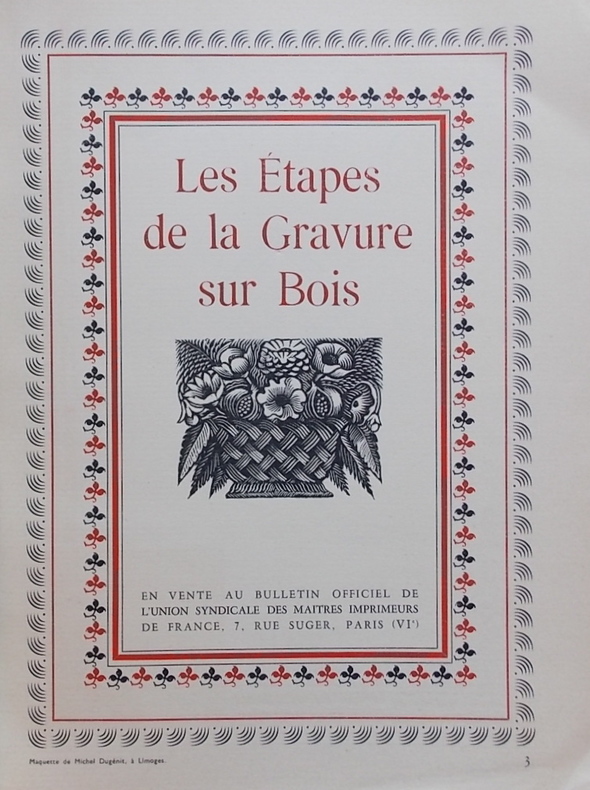 Les Étapes
de la Gravure
sur Bois
EN VENTE AU BULLETIN OFFICIEL DE
L'UNION SYNDICALE DES MAITRES IMPRIMEURS
DE FRANCE, 7, RUE SUGER, PARIS (VIᵉ)
Maquette de Michel Dugénit, à Limoges.
3